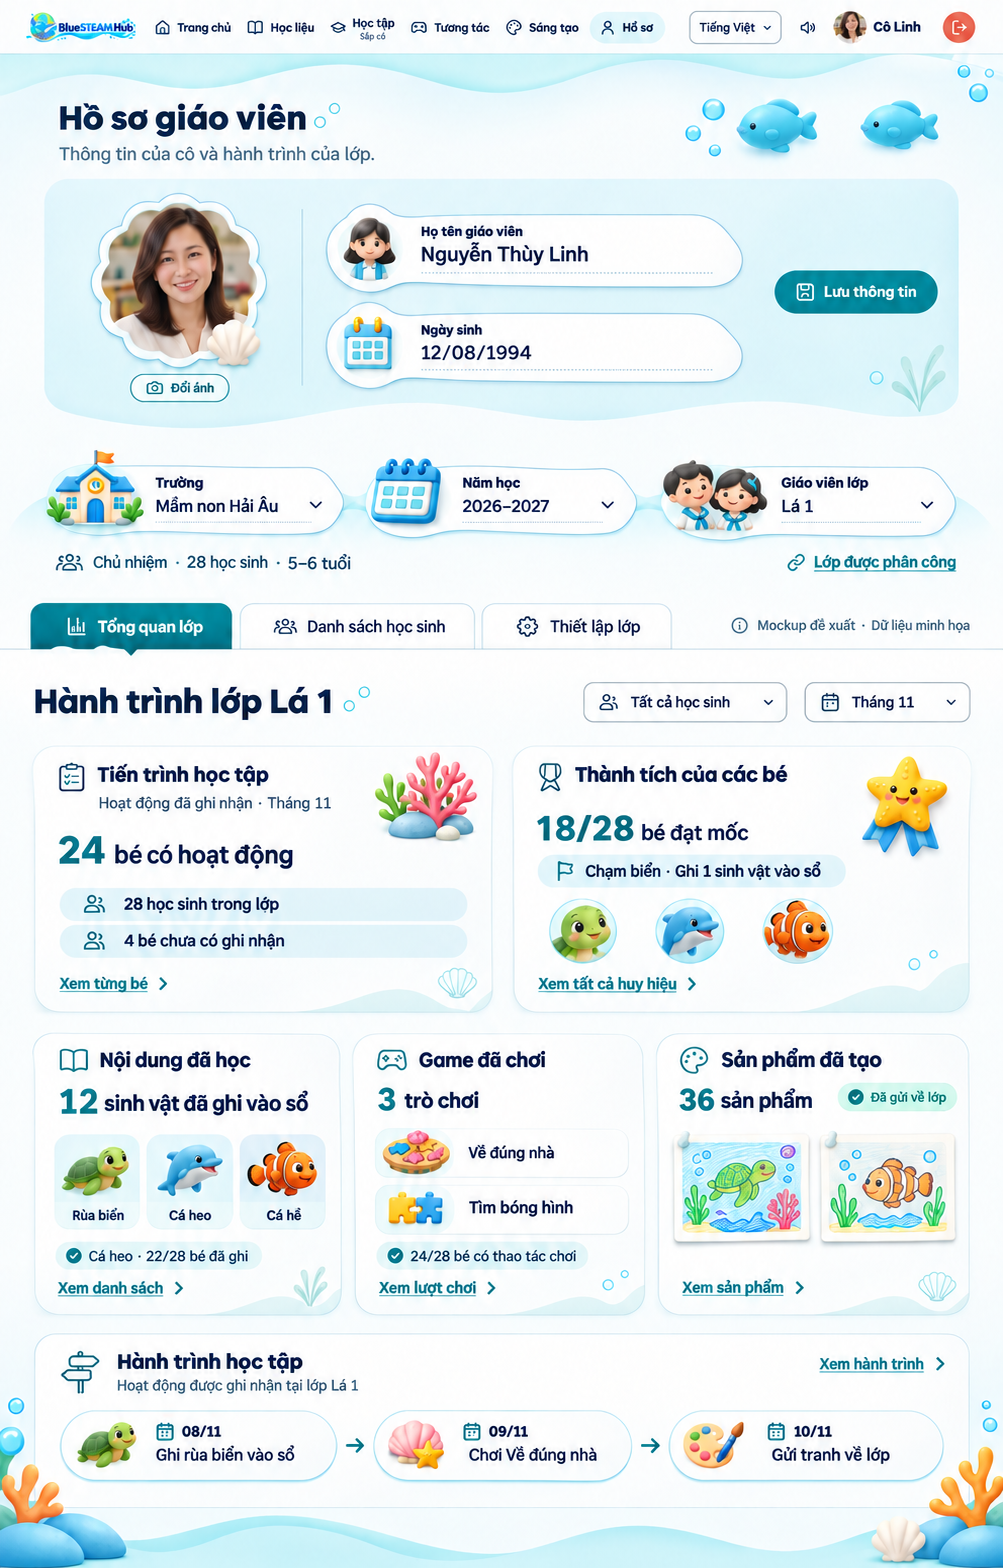 BlueSTEAMHub
Trang chủ
Học liệu
Học tập
Sắp có
Tương tác
Sáng tạo
Hồ sơ
Tiếng Việt
Cô Linh
Hồ sơ giáo viên
Thông tin của cô và hành trình của lớp.
Họ tên giáo viên
Nguyễn Thùy Linh
Ngày sinh
12/08/1994
Lưu thông tin
Đổi ảnh
Trường
Mầm non Hải Âu
Năm học
2026–2027
Giáo viên lớp
Lá 1
Chủ nhiệm · 28 học sinh · 5–6 tuổi
Lớp được phân công
Tổng quan lớp
Danh sách học sinh
Thiết lập lớp
Mockup đề xuất · Dữ liệu minh họa
Hành trình lớp Lá 1
Tất cả học sinh
Tháng 11
Tiến trình học tập
Hoạt động đã ghi nhận · Tháng 11
24 bé có hoạt động
28 học sinh trong lớp
4 bé chưa có ghi nhận
Xem từng bé
Thành tích của các bé
18/28 bé đạt mốc
Chạm biển · Ghi 1 sinh vật vào sổ
Xem tất cả huy hiệu
Nội dung đã học
12 sinh vật đã ghi vào sổ
Rùa biển
Cá heo
Cá hề
Cá heo · 22/28 bé đã ghi
Xem danh sách
Game đã chơi
3 trò chơi
Về đúng nhà
Tìm bóng hình
24/28 bé có thao tác chơi
Xem lượt chơi
Sản phẩm đã tạo
36 sản phẩm
Đã gửi về lớp
Xem sản phẩm
Hành trình học tập
Hoạt động được ghi nhận tại lớp Lá 1
Xem hành trình
08/11
Ghi rùa biển vào sổ
09/11
Chơi Về đúng nhà
10/11
Gửi tranh về lớp